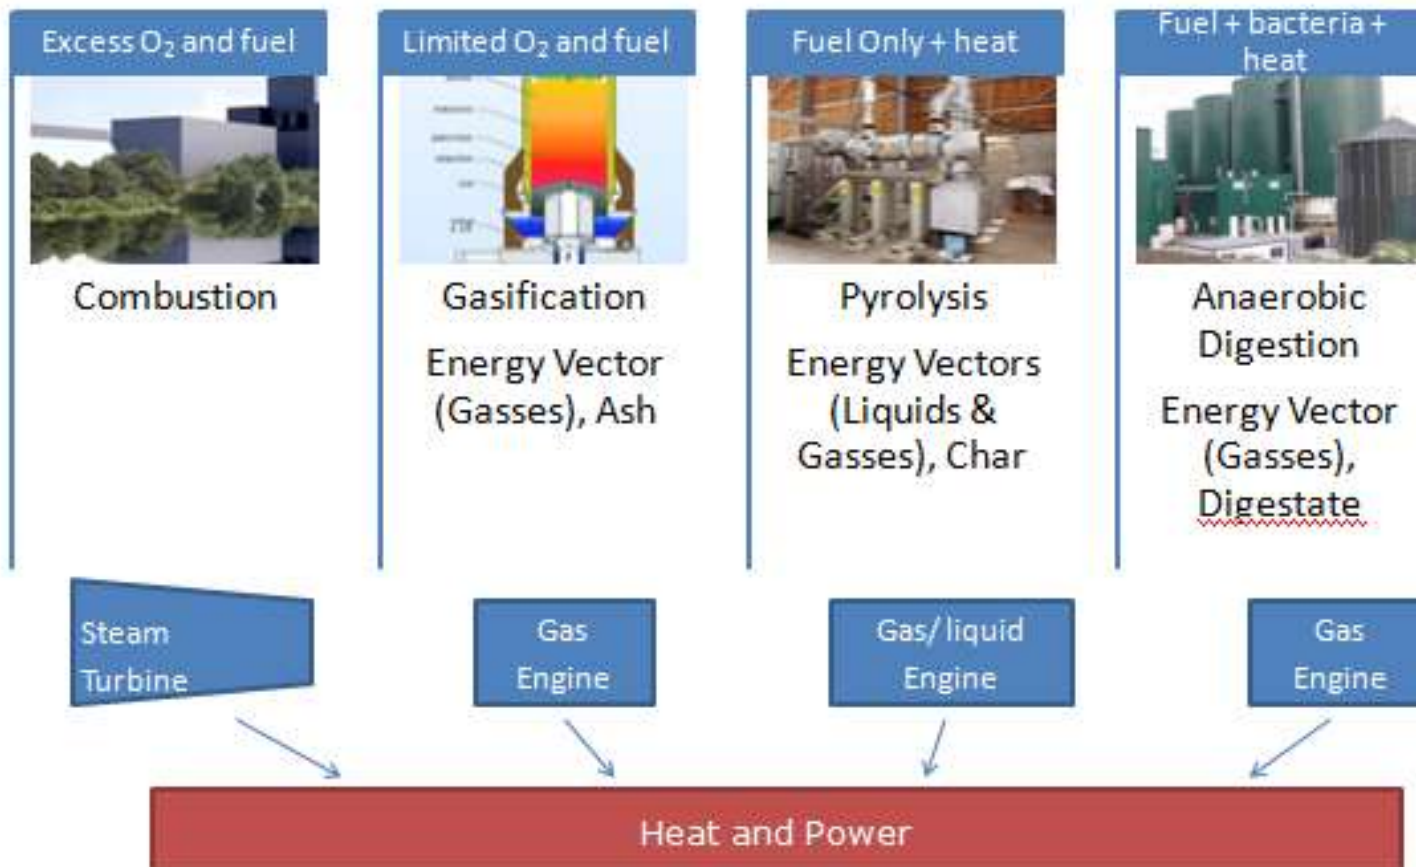 Excess O₂ and fuel
Limited O₂ and fuel
Fuel Only + heat
Fuel + bacteria +
heat
Combustion
Gasification
Energy Vector
(Gasses), Ash
Pyrolysis
Energy Vectors
(Liquids &
Gasses), Char
Anaerobic
Digestion
Energy Vector
(Gasses),
Digestate
Steam
Turbine
Gas
Engine
Gas/liquid
Engine
Gas
Engine
Heat and Power